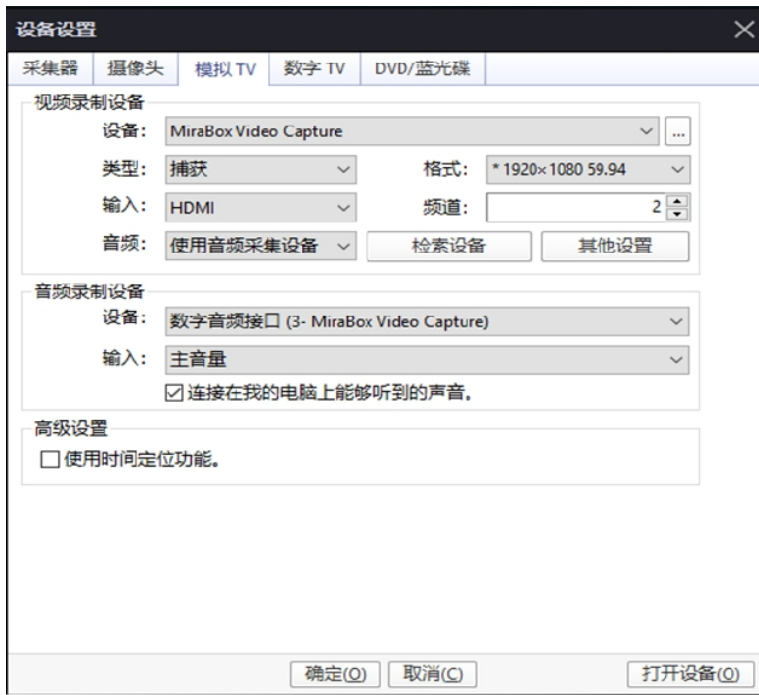 设备设置
采集器 摄像头 模拟 TV 数字 TV DVD/蓝光碟
视频录制设备
设备: MiraBox Video Capture ...
类型: 捕获 格式: * 1920×1080 59.94
输入: HDMI 频道: 2
音频: 使用音频采集设备 检索设备 其他设置
音频录制设备
设备: 数字音频接口 (3- MiraBox Video Capture)
输入: 主音量
连接在我的电脑上能够听到的声音。
高级设置
使用时间定位功能。
确定(O) 取消(C) 打开设备(O)